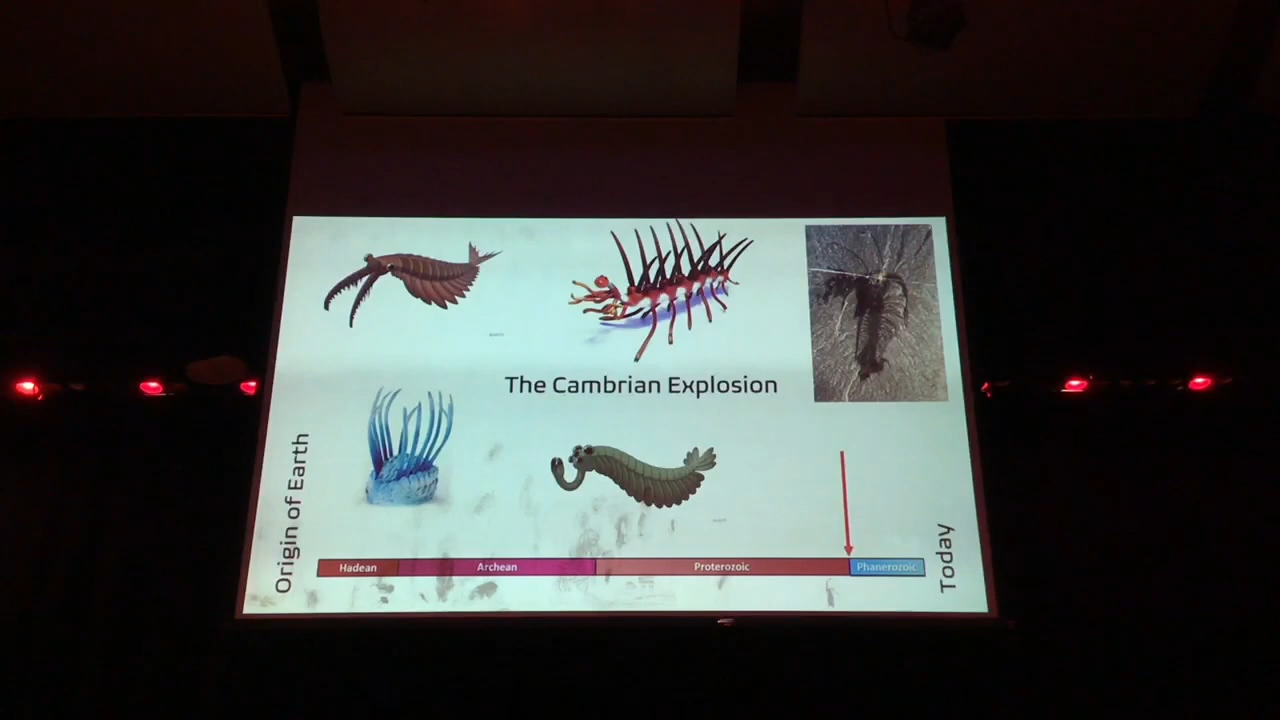 The Cambrian Explosion
Origin of Earth
Today
Hadean
Archean
Proterozoic
Phanerozoic